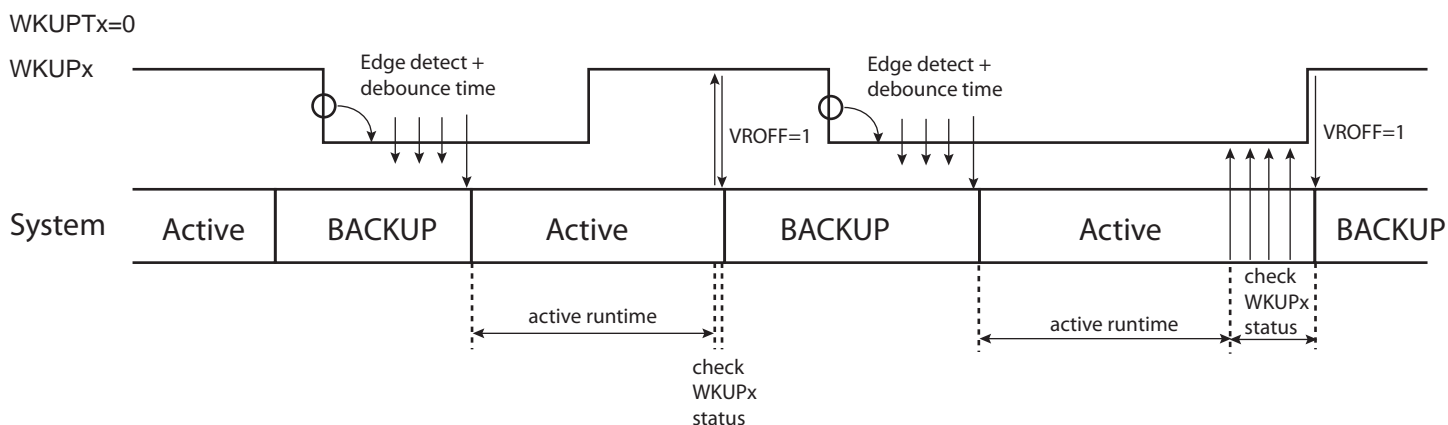 WKUPTx=0
WKUPx
Edge detect +
debounce time
VROFF=1
Edge detect +
debounce time
VROFF=1
System
Active
BACKUP
Active
BACKUP
Active
BACKUP
active runtime
check
WKUPx
status
active runtime
check
WKUPx
status